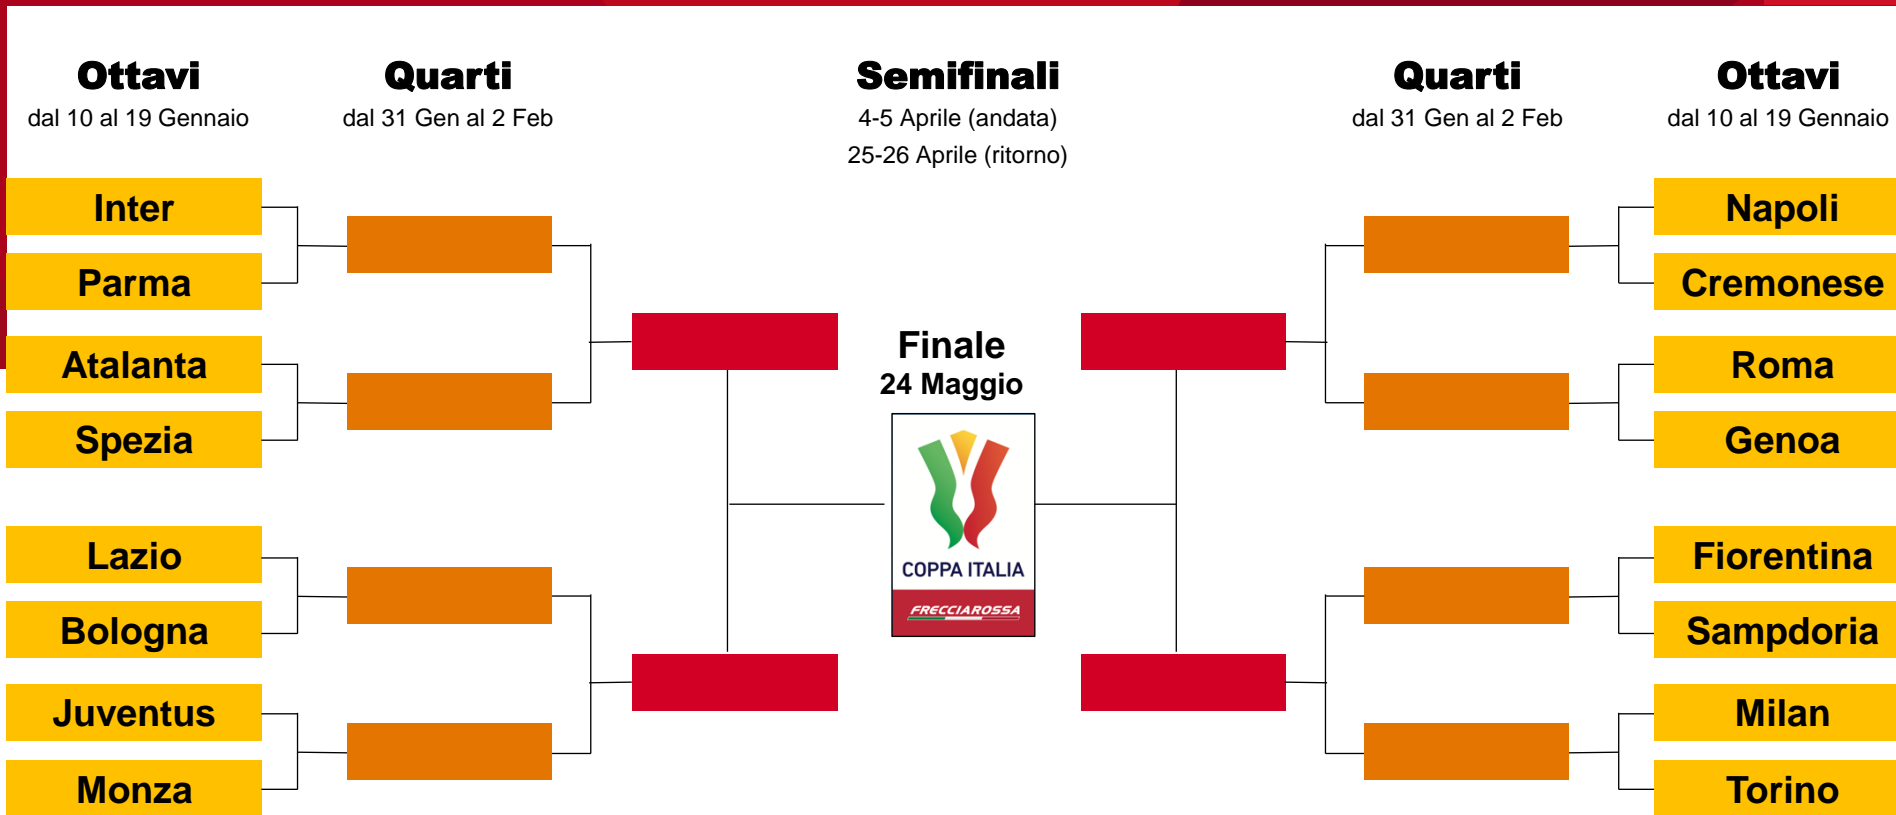 Ottavi
dal 10 al 19 Gennaio
Quarti
dal 31 Gen al 2 Feb
Semifinali
4-5 Aprile (andata)
25-26 Aprile (ritorno)
Quarti
dal 31 Gen al 2 Feb
Ottavi
dal 10 al 19 Gennaio
Inter
Parma
Atalanta
Spezia
Lazio
Bologna
Juventus
Monza
Finale
24 Maggio
COPPA ITALIA
FRECCIAROSSA
Napoli
Cremonese
Roma
Genoa
Fiorentina
Sampdoria
Milan
Torino